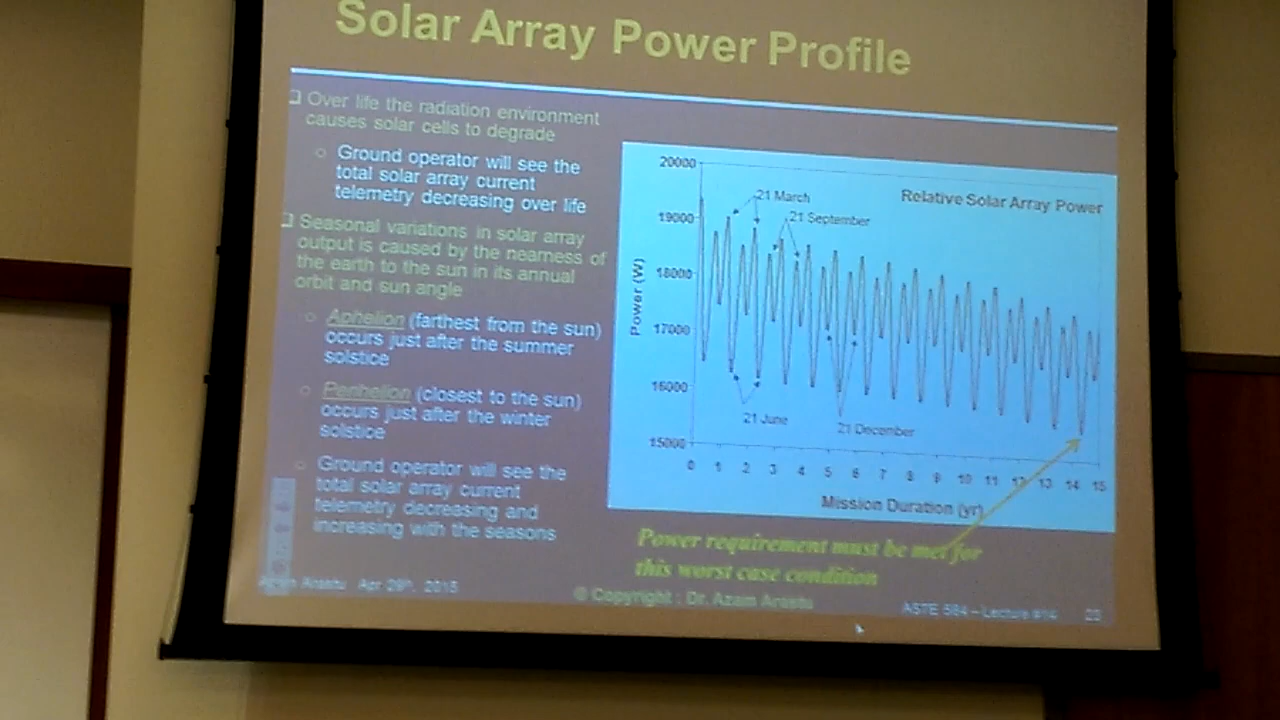 Solar Array Power Profile
Over life the radiation environment
causes solar cells to degrade
Ground operator will see the
total solar array current
telemetry decreasing over life
Seasonal variations in solar array
output is caused by the nearness of
the earth to the sun in its annual
orbit and sun angle
Aphelion (farthest from the sun)
occurs just after the summer
solstice
Perihelion (closest to the sun)
occurs just after the winter
solstice
Ground operator will see the
total solar array current
telemetry decreasing and
increasing with the seasons
Relative Solar Array Power
21 March
21 September
21 June
21 December
Power (W)
20000
19000
18000
17000
16000
15000
0 1 2 3 4 5 6 7 8 9 10 11 12 13 14 15
Mission Duration (yr)
Power requirement must be met for
this worst case condition
Azam Arastu Apr. 29th, 2015
© Copyright : Dr. Azam Arastu
ASTE 584 – Lecture #14
23